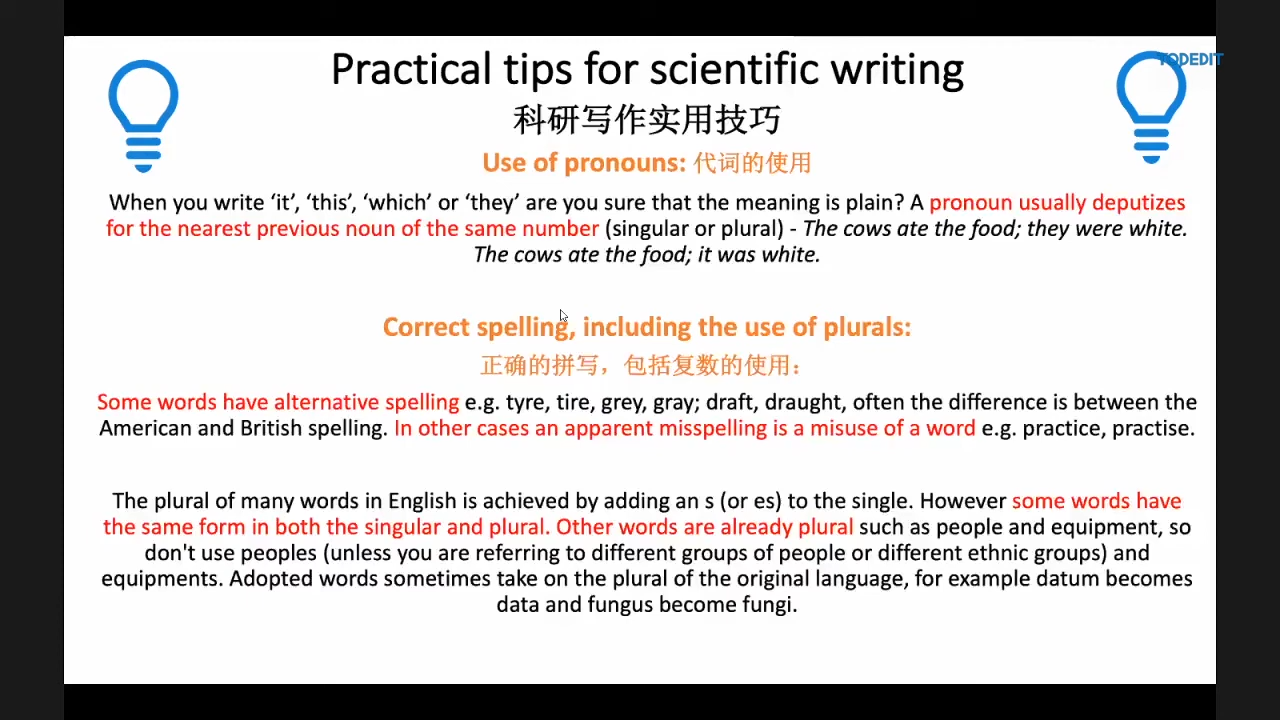 Practical tips for scientific writing
TODEDIT
科研写作实用技巧
Use of pronouns: 代词的使用
When you write ‘it’, ‘this’, ‘which’ or ‘they’ are you sure that the meaning is plain? A pronoun usually deputizes
for the nearest previous noun of the same number (singular or plural) - The cows ate the food; they were white.
The cows ate the food; it was white.
Correct spelling, including the use of plurals:
正确的拼写，包括复数的使用：
Some words have alternative spelling e.g. tyre, tire, grey, gray; draft, draught, often the difference is between the
American and British spelling. In other cases an apparent misspelling is a misuse of a word e.g. practice, practise.
The plural of many words in English is achieved by adding an s (or es) to the single. However some words have
the same form in both the singular and plural. Other words are already plural such as people and equipment, so
don't use peoples (unless you are referring to different groups of people or different ethnic groups) and
equipments. Adopted words sometimes take on the plural of the original language, for example datum becomes
data and fungus become fungi.